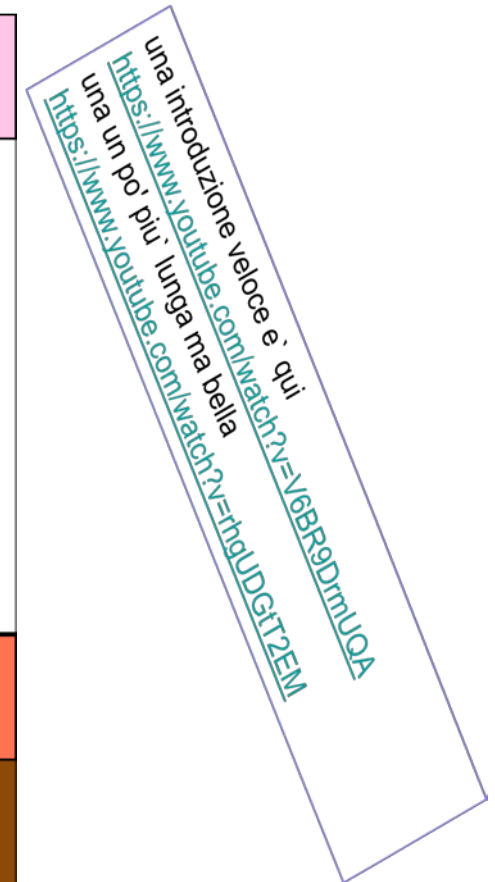 una introduzione veloce e` qui
https://www.youtube.com/watch?v=V6BR9DrmUQA
una un po' piu` lunga ma bella
https://www.youtube.com/watch?v=rhgUDGtT2EM